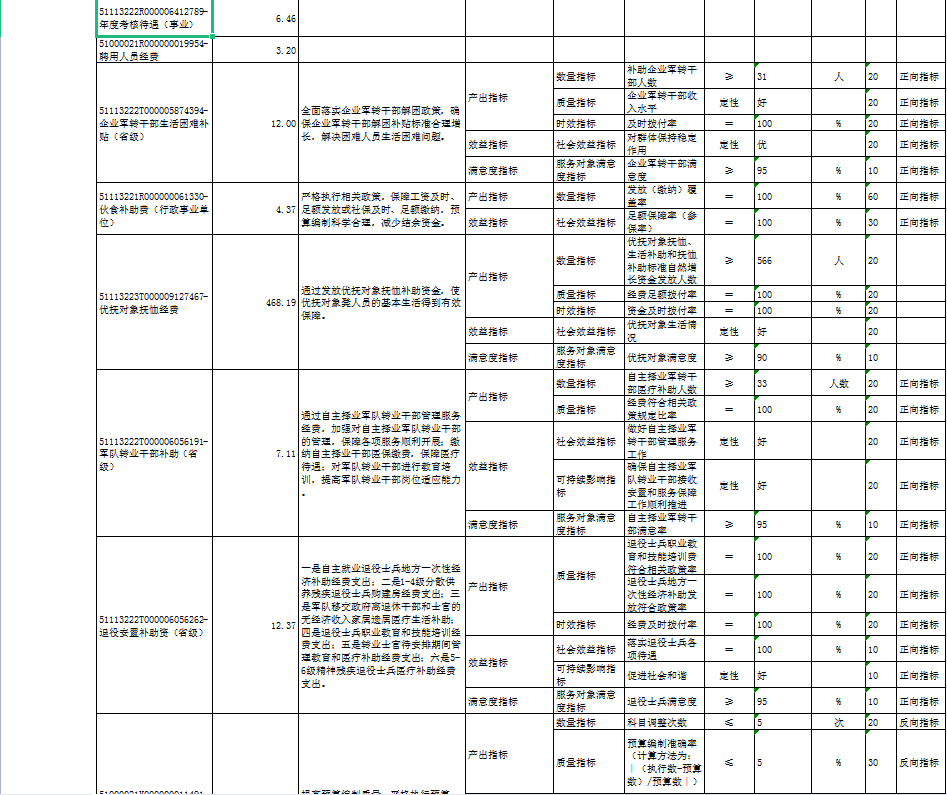 51113222R000006412789-
年度考核待遇（事业）
6.46
51000021R000000019954-
聘用人员经费
3.20
51113222T000005874394-
企业军转干部生活困难补
贴（省级）
12.00
全面落实企业军转干部解困政策，确
保企业军转干部解困补贴标准合理增
长，解决困难人员生活困难问题。
产出指标
数量指标
补助企业军转干
部人数
≥
31
人
20
正向指标
质量指标
企业军转干部收
入水平
定性
好
20
正向指标
时效指标
及时拨付率
＝
100
%
20
正向指标
效益指标
社会效益指标
对群体保持稳定
作用
定性
优
20
正向指标
满意度指标
服务对象满意
度指标
企业军转干部满
意度
≥
95
%
10
正向指标
51113221R000000061330-
伙食补助费（行政事业单
位）
4.37
严格执行相关政策，保障工资及时、
足额发放或社保及时、足额缴纳，预
算编制科学合理，减少结余资金。
产出指标
数量指标
发放（缴纳）覆
盖率
＝
100
%
60
正向指标
效益指标
社会效益指标
足额保障率（参
保率）
＝
100
%
30
正向指标
51113223T000009127467-
优抚对象抚恤经费
468.19
通过发放优抚对象抚恤补助资金，使
优抚对象及人员的基本生活得到有效
保障。
产出指标
数量指标
优抚对象抚恤、
生活补助和抚恤
补助标准自然增
长资金发放人数
≥
566
人
20
质量指标
经费足额拨付率
＝
100
%
20
时效指标
资金及时拨付率
＝
100
%
20
效益指标
社会效益指标
优抚对象生活情
况
定性
好
20
满意度指标
服务对象满意
度指标
优抚对象满意度
≥
90
%
10
51113222T000006056191-
军队转业干部补助（省
级）
7.11
通过自主择业军队转业干部管理服务
经费，加强对自主择业军队转业干部
的管理，保障各项服务顺利开展；缴
纳自主择业干部医保缴费，保障医疗
待遇；对军队转业干部进行教育培
训，提高军队转业干部岗位适应能力
。
产出指标
数量指标
自主择业军转干
部医疗补助人数
≥
33
人数
20
正向指标
质量指标
经费符合相关政
策规定比率
＝
100
%
20
正向指标
效益指标
社会效益指标
做好自主择业军
转干部管理服务
工作
定性
好
20
正向指标
可持续影响指
标
确保自主择业军
队转业干部接收
安置和服务保障
工作顺利推进
定性
好
20
正向指标
满意度指标
服务对象满意
度指标
自主择业军转干
部满意率
≥
95
%
10
正向指标
51113222T000006056262-
退役安置补助资（省级）
12.37
一是自主就业退役士兵地方一次性经
济补助经费支出；二是1-4级分散供
养残疾退役士兵购建房经费支出；三
是军队移交政府离退休干部和士官的
无经济收入家属遗属医疗生活补助；
四是退役士兵职业教育和技能培训经
费支出；五是转业士官待安排期间管
理教育和医疗补助经费支出；六是5-
6级精神残疾退役士兵医疗补助经费
支出。
产出指标
质量指标
退役士兵职业教
育和技能培训费
符合相关政策率
＝
100
%
20
正向指标
退役士兵地方一
次性经济补助发
放符合政策率
＝
100
%
20
正向指标
时效指标
经费及时拨付率
＝
100
%
20
正向指标
效益指标
社会效益指标
落实退役士兵各
项待遇
＝
100
%
10
正向指标
可持续影响指
标
促进社会和谐
定性
好
10
正向指标
满意度指标
服务对象满意
度指标
退役士兵满意度
≥
95
%
10
正向指标
产出指标
数量指标
科目调整次数
≤
5
次
20
反向指标
质量指标
预算编制准确率
（计算方法为：
｜（执行数-预算
数）/预算数｜）
≤
5
%
30
反向指标